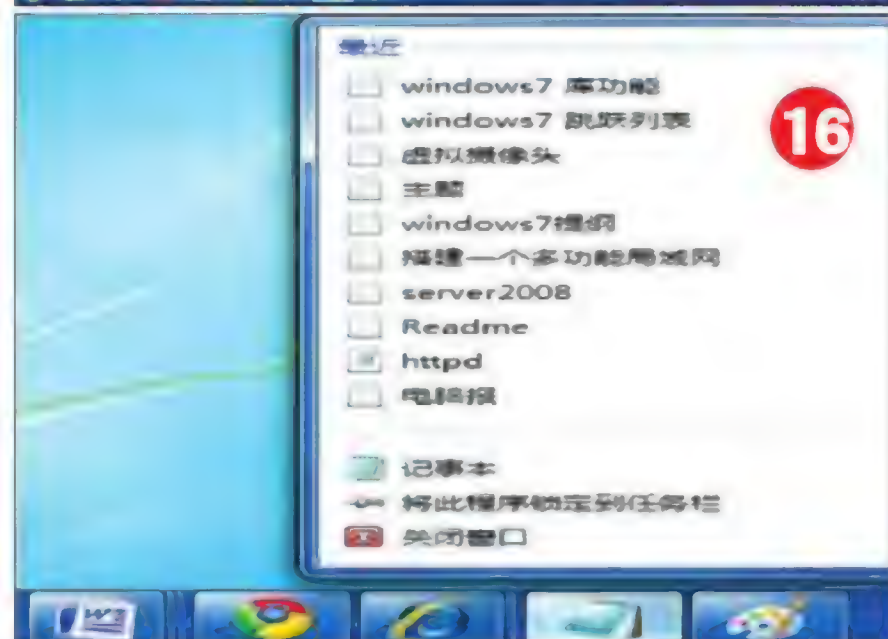 最近
windows7 库功能
windows7 跳跃列表
16
虚拟摄像头
主题
windows7提纲
搭建一个多功能局域网
server2008
Readme
httpd
电脑报
记事本
将此程序锁定到任务栏
关闭窗口